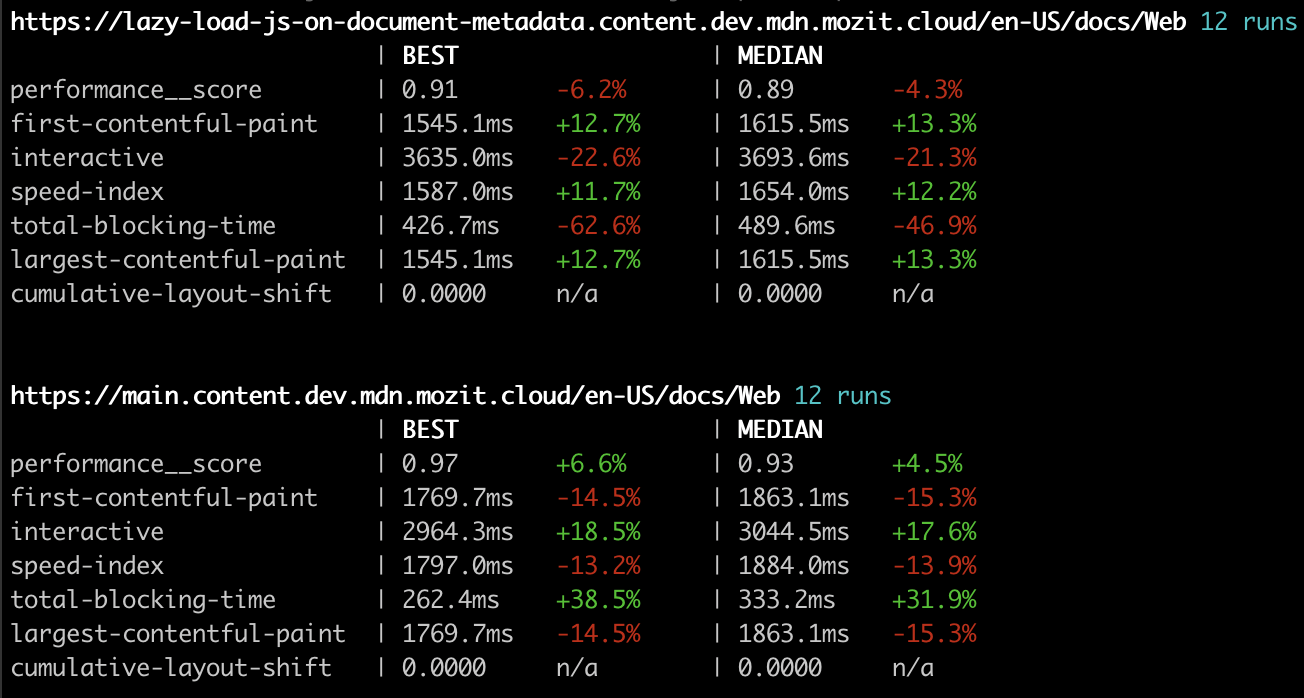 https://lazy-load-js-on-document-metadata.content.dev.mdn.mozit.cloud/en-US/docs/Web 12 runs
| BEST | MEDIAN
performance__score | 0.91 -6.2% | 0.89 -4.3%
first-contentful-paint | 1545.1ms +12.7% | 1615.5ms +13.3%
interactive | 3635.0ms -22.6% | 3693.6ms -21.3%
speed-index | 1587.0ms +11.7% | 1654.0ms +12.2%
total-blocking-time | 426.7ms -62.6% | 489.6ms -46.9%
largest-contentful-paint | 1545.1ms +12.7% | 1615.5ms +13.3%
cumulative-layout-shift | 0.0000 n/a | 0.0000 n/a
https://main.content.dev.mdn.mozit.cloud/en-US/docs/Web 12 runs
| BEST | MEDIAN
performance__score | 0.97 +6.6% | 0.93 +4.5%
first-contentful-paint | 1769.7ms -14.5% | 1863.1ms -15.3%
interactive | 2964.3ms +18.5% | 3044.5ms +17.6%
speed-index | 1797.0ms -13.2% | 1884.0ms -13.9%
total-blocking-time | 262.4ms +38.5% | 333.2ms +31.9%
largest-contentful-paint | 1769.7ms -14.5% | 1863.1ms -15.3%
cumulative-layout-shift | 0.0000 n/a | 0.0000 n/a